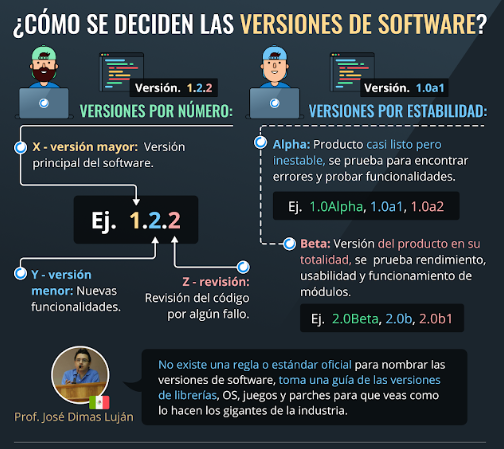 ¿CÓMO SE DECIDEN LAS VERSIONES DE SOFTWARE?
Versión. 1.2.2
VERSIONES POR NÚMERO:
X - versión mayor: Versión
principal del software.
Ej. 1.2.2
Y - versión
menor: Nuevas
funcionalidades.
Z - revisión:
Revisión del código
por algún fallo.
Versión. 1.0a1
VERSIONES POR ESTABILIDAD:
Alpha: Producto casi listo pero
inestable, se prueba para encontrar
errores y probar funcionalidades.
Ej. 1.0Alpha, 1.0a1, 1.0a2
Beta: Versión del producto en su
totalidad, se prueba rendimiento,
usabilidad y funcionamiento de
módulos.
Ej. 2.0Beta, 2.0b, 2.0b1
Prof. José Dimas Luján
No existe una regla o estándar oficial para nombrar las
versiones de software, toma una guía de las versiones
de librerías, OS, juegos y parches para que veas como
lo hacen los gigantes de la industria.